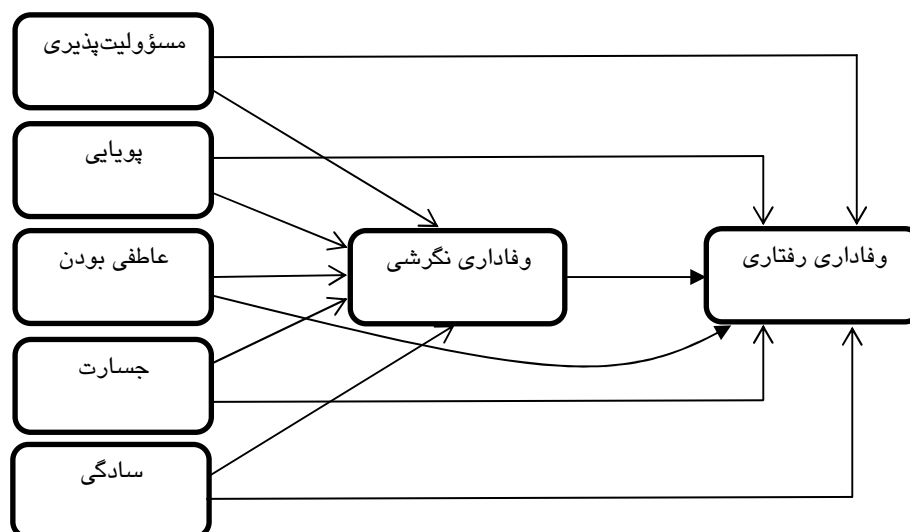 مسؤولیت‌پذیری
پویایی
عاطفی بودن
جسارت
سادگی
وفاداری نگرشی
وفاداری رفتاری